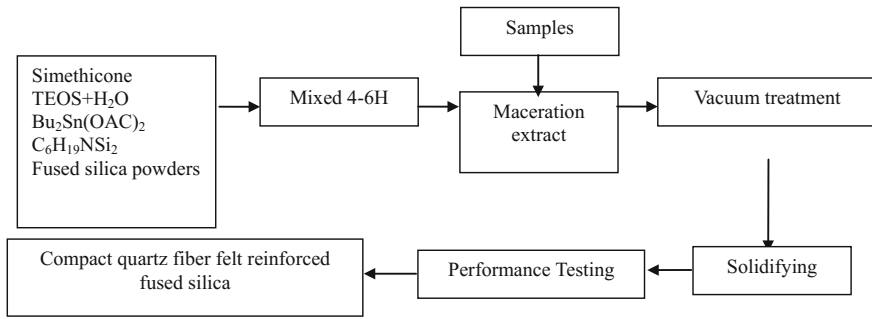 Samples
Simethicone
TEOS+H₂O
Bu₂Sn(OAC)₂
C₆H₁₉NSi₂
Fused silica powders
Mixed 4-6H
Maceration
extract
Vacuum treatment
Compact quartz fiber felt reinforced
fused silica
Performance Testing
Solidifying